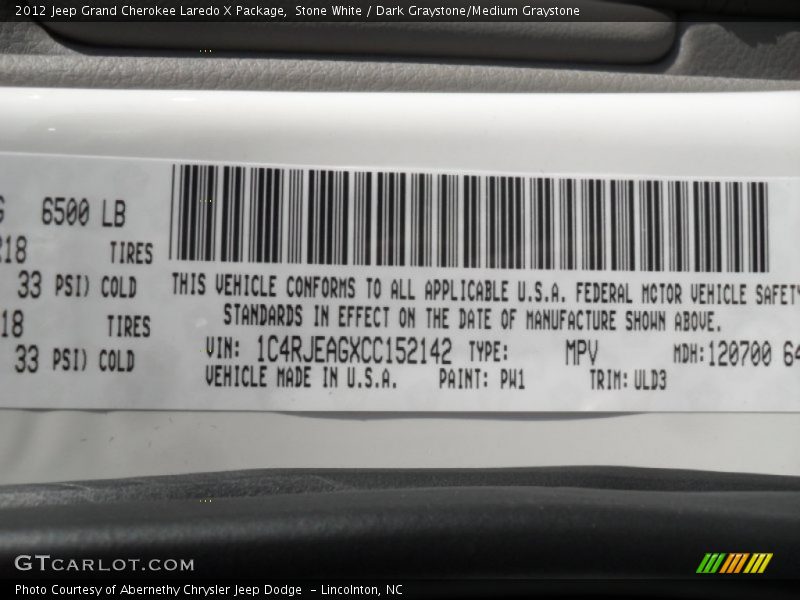 2012 Jeep Grand Cherokee Laredo X Package, Stone White / Dark Graystone/Medium Graystone
6500 LB
TIRES
33 PSI) COLD
18 TIRES
33 PSI) COLD
THIS VEHICLE CONFORMS TO ALL APPLICABLE U.S.A. FEDERAL MOTOR VEHICLE SAFETY
STANDARDS IN EFFECT ON THE DATE OF MANUFACTURE SHOWN ABOVE.
VIN: 1C4RJEAGXCC152142 TYPE: MPV MDH:120700 64
VEHICLE MADE IN U.S.A. PAINT: PW1 TRIM: ULD3
GTCARLOT.COM
Photo Courtesy of Abernethy Chrysler Jeep Dodge - Lincolnton, NC